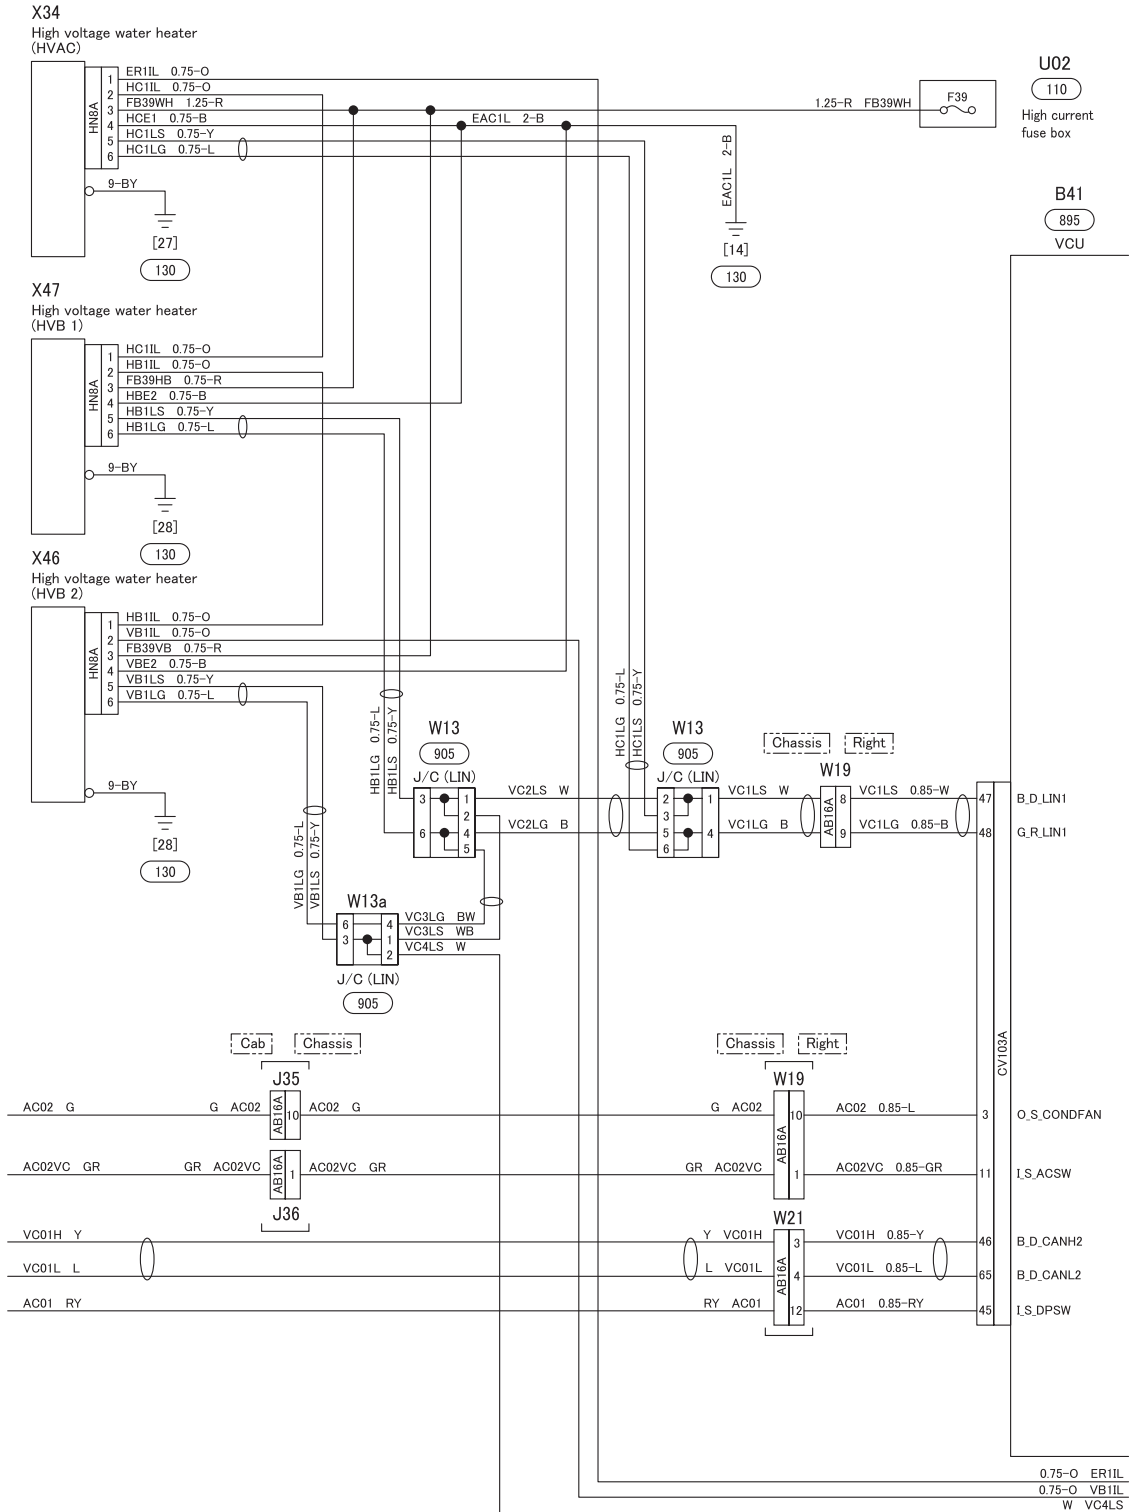 X34
High voltage water heater
(HVAC)
HN8A
1 ER1IL 0.75-O
2 HC1IL 0.75-O
3 FB39WH 1.25-R
4 HCE1 0.75-B
5 HC1LS 0.75-Y
6 HC1LG 0.75-L
EAC1L 2-B
1.25-R FB39WH
F39
U02
110
High current
fuse box
9-BY
[27]
130
EAC1L 2-B
[14]
130
B41
895
VCU
X47
High voltage water heater
(HVB 1)
HN8A
1 HC1IL 0.75-O
2 HB1IL 0.75-O
3 FB39HB 0.75-R
4 HBE2 0.75-B
5 HB1LS 0.75-Y
6 HB1LG 0.75-L
9-BY
[28]
130
X46
High voltage water heater
(HVB 2)
HN8A
1 HB1IL 0.75-O
2 VB1IL 0.75-O
3 FB39VB 0.75-R
4 VBE2 0.75-B
5 VB1LS 0.75-Y
6 VB1LG 0.75-L
9-BY
[28]
130
HB1LG 0.75-L
HB1LS 0.75-Y
HC1LG 0.75-L
HC1LS 0.75-Y
W13
905
J/C (LIN)
3 1
2
6 4
5
VC2LS W
VC2LG B
W13
905
J/C (LIN)
2 1
3
5 4
6
VC1LS W
VC1LG B
Chassis Right
W19
AB16A
8
9
VC1LS 0.85-W
VC1LG 0.85-B
47 B_D_LIN1
48 G_R_LIN1
VB1LG 0.75-L
VB1LS 0.75-Y
W13a
6 4
3 1
2
VC3LG BW
VC3LS WB
VC4LS W
J/C (LIN)
905
CV103A
Cab Chassis
J35
AC02 G
G AC02
AB16A
10
AC02 G
AC02VC GR
GR AC02VC
AB16A
1
AC02VC GR
J36
Chassis Right
W19
G AC02
AB16A
10
AC02 0.85-L
3 O_S_CONDFAN
GR AC02VC
1
AC02VC 0.85-GR
11 I_S_ACSW
W21
VC01H Y
Y VC01H
AB16A
3
VC01H 0.85-Y
46 B_D_CANH2
VC01L L
L VC01L
4
VC01L 0.85-L
65 B_D_CANL2
AC01 RY
RY AC01
12
AC01 0.85-RY
45 I_S_DPSW
0.75-O ER1IL
0.75-O VB1IL
W VC4LS